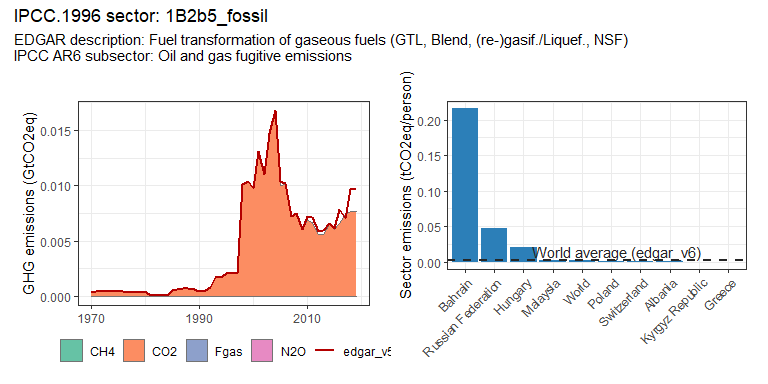 IPCC.1996 sector: 1B2b5_fossil
EDGAR description: Fuel transformation of gaseous fuels (GTL, Blend, (re-)gasif./Liquef., NSF)
IPCC AR6 subsector: Oil and gas fugitive emissions
GHG emissions (GtCO2eq)
0.015
0.010
0.005
0.000
1970
1990
2010
CH4
CO2
Fgas
N2O
edgar_v6
Sector emissions (tCO2eq/person)
0.20
0.15
0.10
0.05
0.00
World average (edgar_v6)
Bahrain
Russian Federation
Hungary
Malaysia
World
Poland
Switzerland
Albania
Kyrgyz Republic
Greece